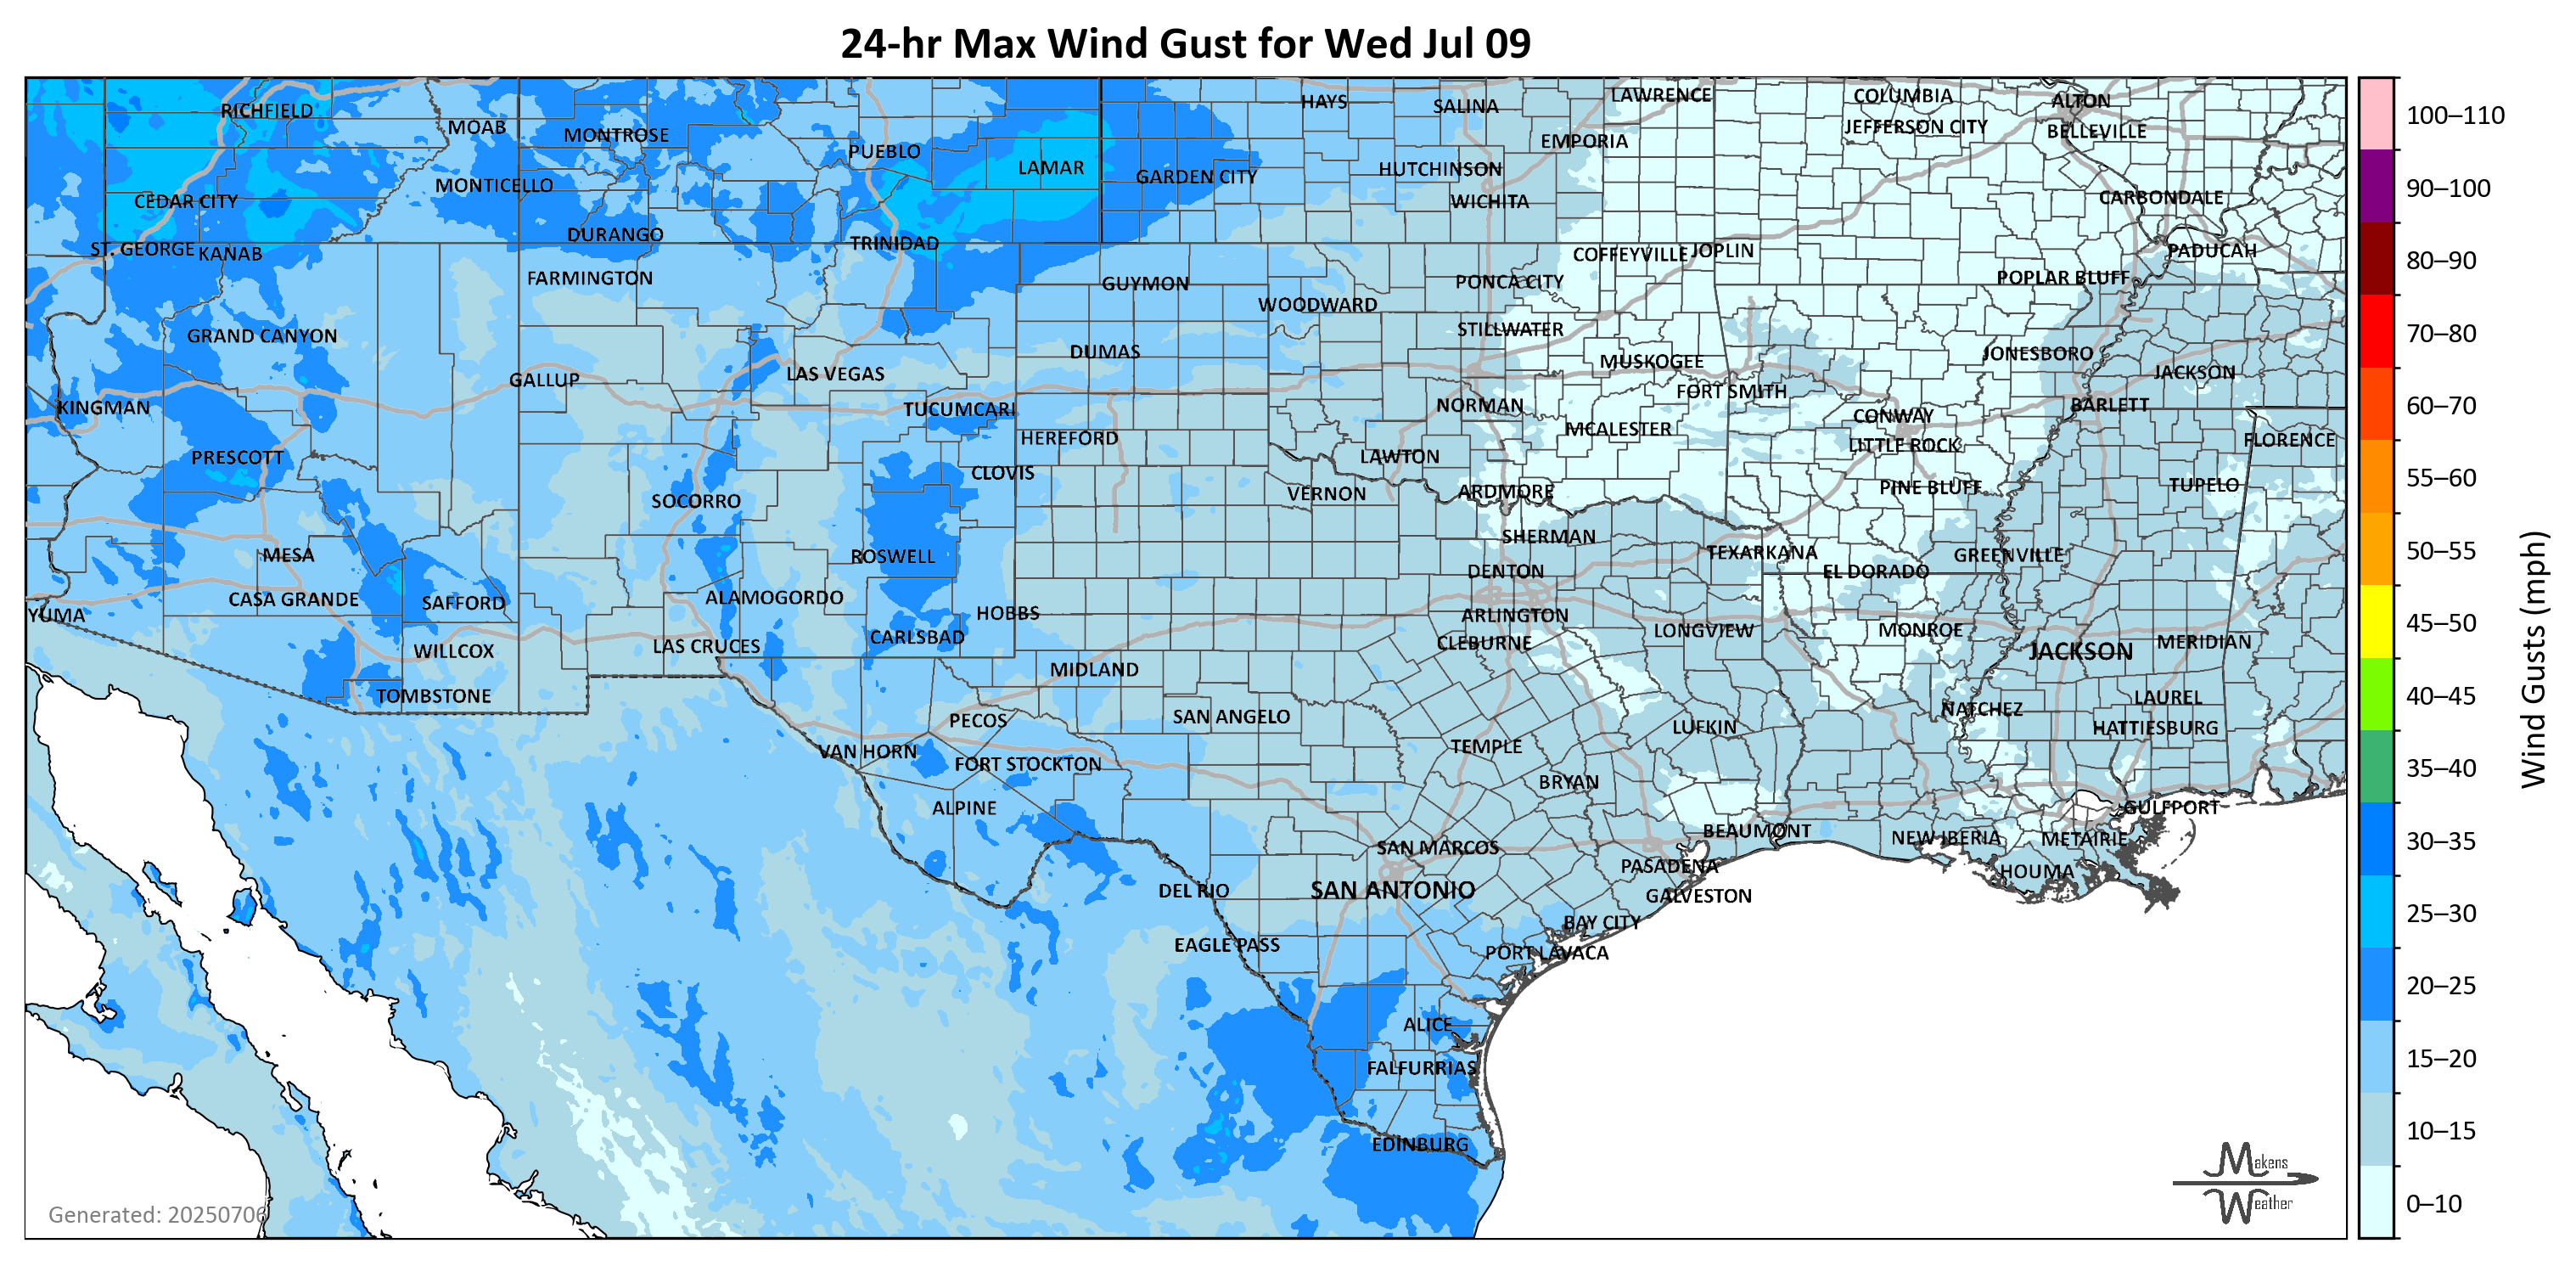 24-hr Max Wind Gust for Wed Jul 09
RICHFIELD
MOAB
MONTROSE
PUEBLO
LAMAR
GARDEN CITY
HAYS
SALINA
LAWRENCE
EMPORIA
HUTCHINSON
WICHITA
COLUMBIA
JEFFERSON CITY
ALTON
BELLEVILLE
CARBONDALE
MONTICELLO
CEDAR CITY
DURANGO
TRINIDAD
ST. GEORGE
KANAB
FARMINGTON
GUYMON
WOODWARD
PONCA CITY
COFFEYVILLE
JOPLIN
POPLAR BLUFF
PADUCAH
GRAND CANYON
STILLWATER
DUMAS
MUSKOGEE
JONESBORO
JACKSON
GALLUP
LAS VEGAS
FORT SMITH
KINGMAN
TUCUMCARI
NORMAN
CONWAY
BARLETT
HEREFORD
MCALESTER
LITTLE ROCK
FLORENCE
PRESCOTT
CLOVIS
LAWTON
SOCORRO
VERNON
ARDMORE
PINE BLUFF
TUPELO
SHERMAN
MESA
ROSWELL
TEXARKANA
GREENVILLE
DENTON
EL DORADO
CASA GRANDE
SAFFORD
ALAMOGORDO
YUMA
HOBBS
ARLINGTON
CARLSBAD
CLEBURNE
LONGVIEW
MONROE
WILLCOX
LAS CRUCES
JACKSON
MERIDIAN
MIDLAND
TOMBSTONE
LAUREL
PECOS
SAN ANGELO
NATCHEZ
HATTIESBURG
LUFKIN
VAN HORN
FORT STOCKTON
TEMPLE
BRYAN
ALPINE
GULFPORT
BEAUMONT
NEW IBERIA
METAIRIE
SAN MARCOS
PASADENA
HOUMA
DEL RIO
SAN ANTONIO
GALVESTON
BAY CITY
EAGLE PASS
PORT LAVACA
ALICE
FALFURRIAS
EDINBURG
Generated: 20250706
Makens
Weather
100–110
90–100
80–90
70–80
60–70
55–60
50–55
45–50
40–45
35–40
30–35
25–30
20–25
15–20
10–15
0–10
Wind Gusts (mph)